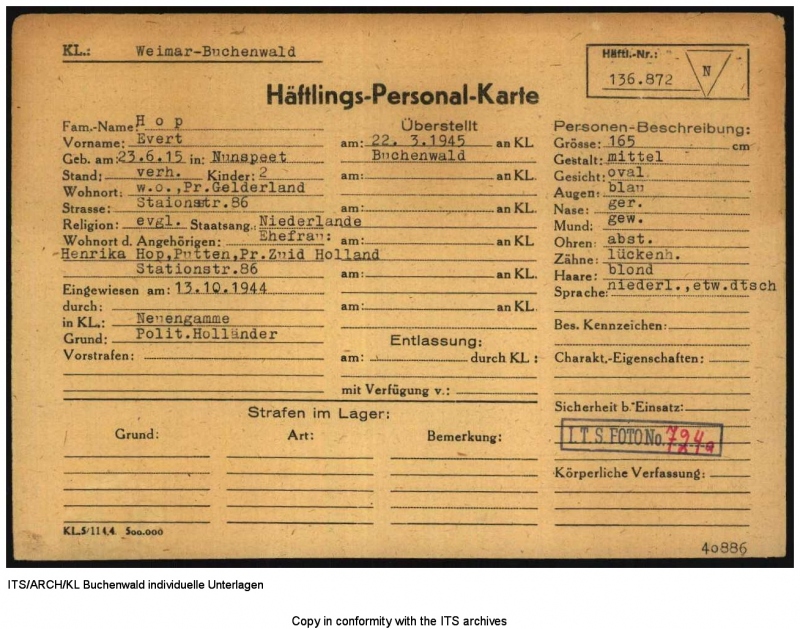 KL.: Weimar-Buchenwald
Häftl.-Nr.:
136.872
N
Häftlings-Personal-Karte
Fam.-Name: Hop
Vorname: Evert
Geb. am: 23.6.15 in: Nunspeet
Stand: verh. Kinder: 2
Wohnort: w.o.,Pr.Gelderland
Strasse: Staionstr.86
Religion: evgl. Staatsang.: Niederlande
Wohnort d. Angehörigen: Ehefrau:
Henrika Hop,Putten,Pr.Zuid Holland
Stationstr.86
Eingewiesen am: 13.10.1944
durch:
in KL.: Neuengamme
Grund: Polit.Holländer
Vorstrafen:
Überstellt
am: 22. 3.1945 an KL
Buchenwald
am: an KL.
am: an KL.
am: an KL.
am: an KL.
am: an KL.
Entlassung:
am: durch KL :
mit Verfügung v.:
Personen-Beschreibung:
Grösse: 165 cm
Gestalt: mittel
Gesicht: oval
Augen: blau
Nase: ger.
Mund: gew.
Ohren: abst.
Zähne: lückenh.
Haare: blond
Sprache: niederl.,etw.dtsch
Bes. Kennzeichen:
Charakt.-Eigenschaften:
Sicherheit b. Einsatz:
I.T.S. FOTO No.
Körperliche Verfassung:
Strafen im Lager:
Grund: Art: Bemerkung:
KL.5/11 4.4 500.000
40886
ITS/ARCH/KL Buchenwald individuelle Unterlagen
Copy in conformity with the ITS archives